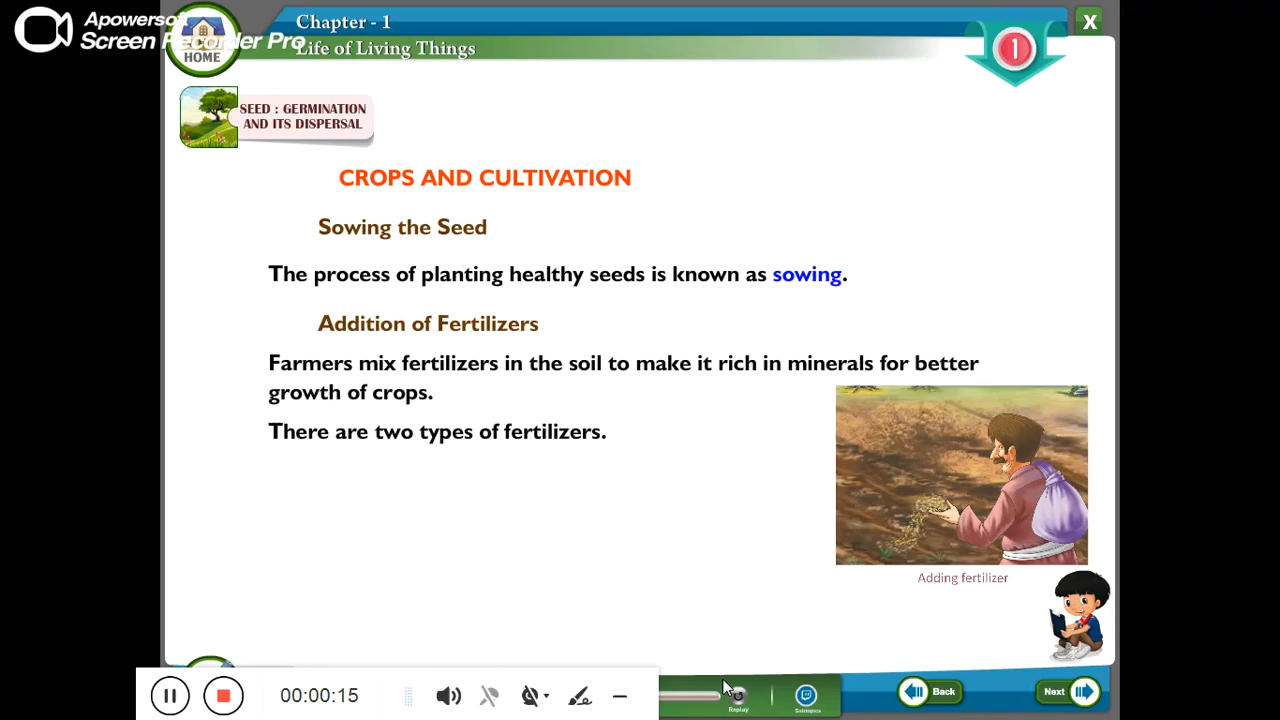 Apowersoft
Screen Recorder Pro
HOME
Chapter - 1
Life of Living Things
1
X
SEED : GERMINATION
AND ITS DISPERSAL
CROPS AND CULTIVATION
Sowing the Seed
The process of planting healthy seeds is known as sowing.
Addition of Fertilizers
Farmers mix fertilizers in the soil to make it rich in minerals for better
growth of crops.
There are two types of fertilizers.
Adding fertilizer
00:00:15
Replay
Subtopics
Back
Next